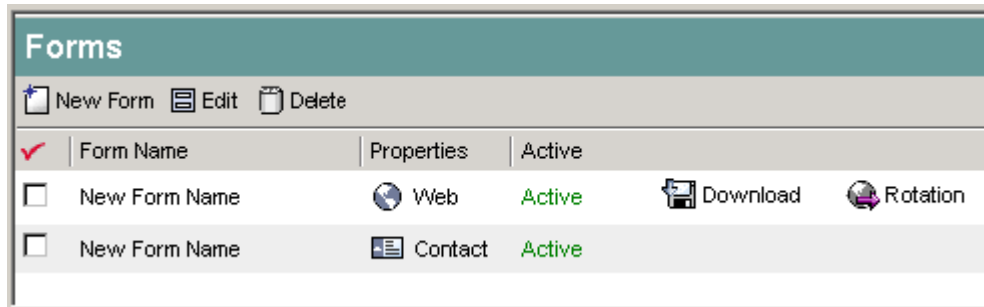 Forms
New Form Edit Delete
Form Name Properties Active
New Form Name Web Active Download Rotation
New Form Name Contact Active